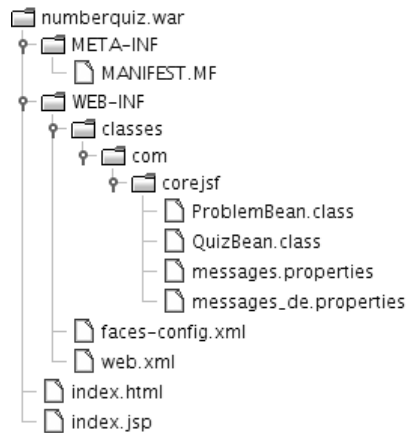 numberquiz.war
META-INF
MANIFEST.MF
WEB-INF
classes
com
corejsf
ProblemBean.class
QuizBean.class
messages.properties
messages_de.properties
faces-config.xml
web.xml
index.html
index.jsp